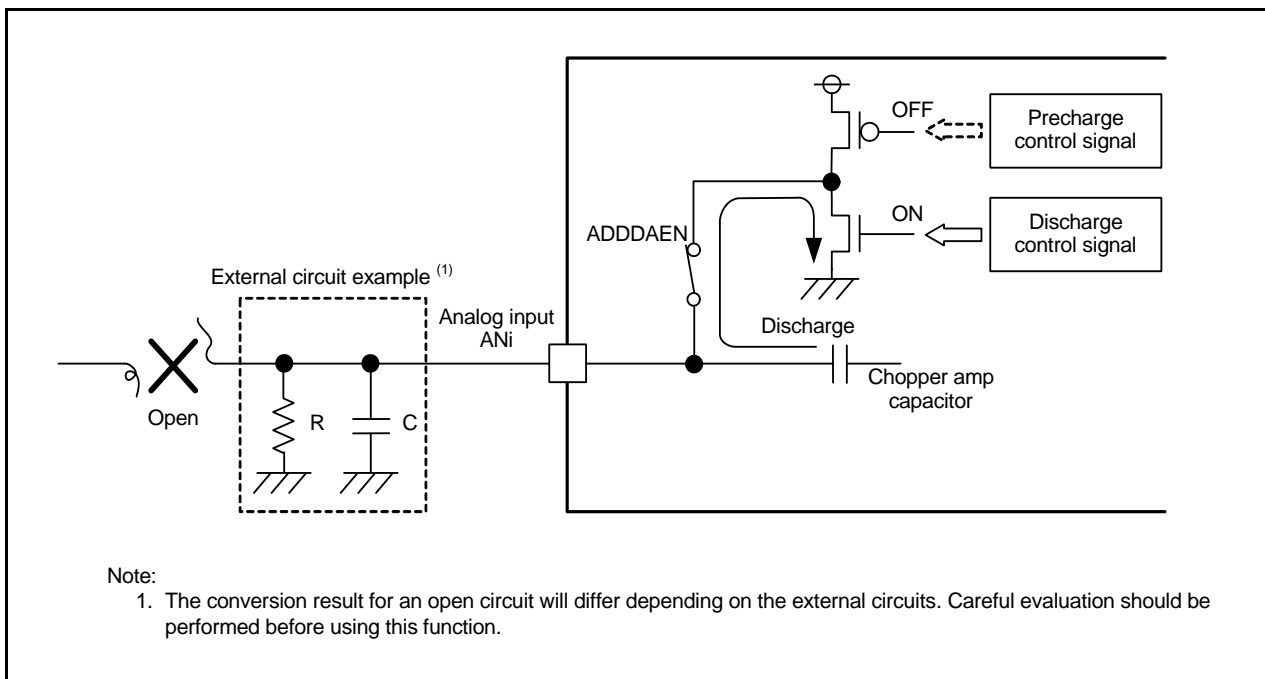 OFF
Precharge
control signal
ON
Discharge
control signal
ADDDAEN
External circuit example (1)
Analog input
ANi
Discharge
Chopper amp
capacitor
Open
R
C
Note:
1. The conversion result for an open circuit will differ depending on the external circuits. Careful evaluation should be
performed before using this function.